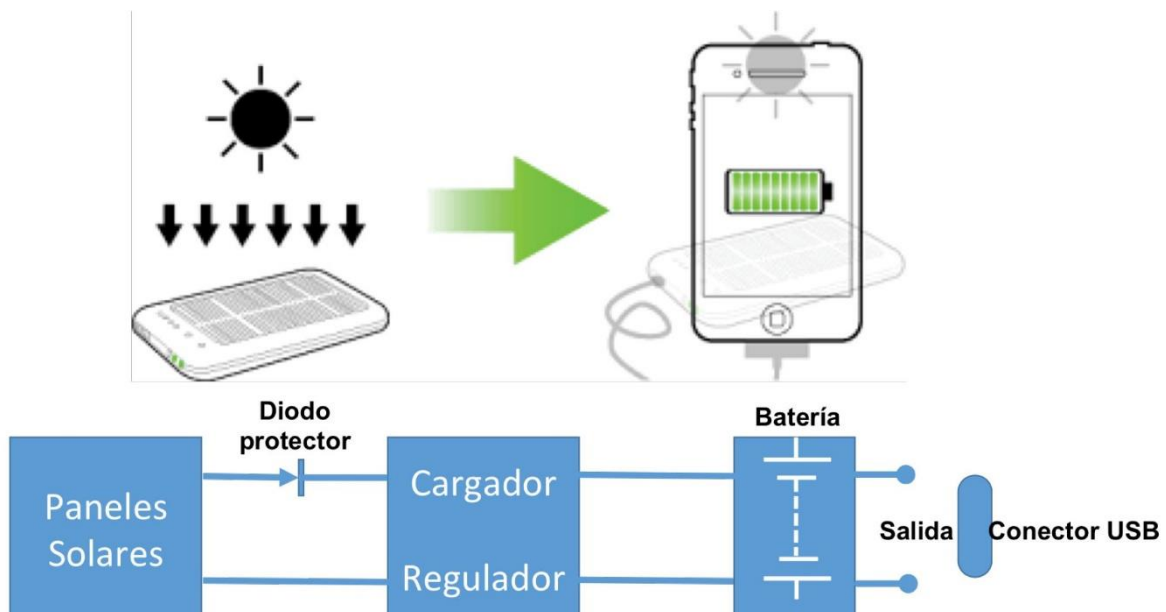 Diodo
protector
Batería
Paneles
Solares
Cargador
Regulador
Salida
Conector USB